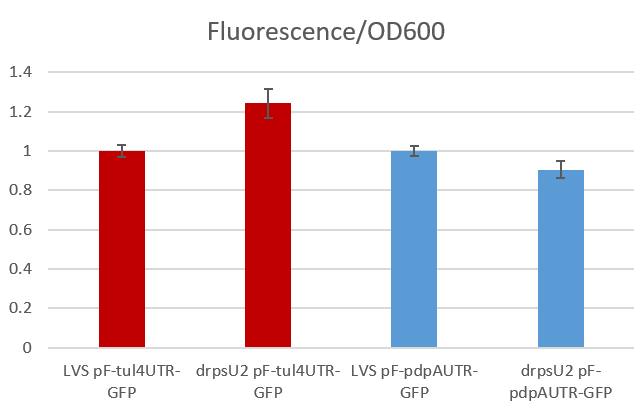 Fluorescence/OD600
1.4
1.2
1
0.8
0.6
0.4
0.2
0
LVS pF-tul4UTR-
GFP
drpsU2 pF-tul4UTR-
GFP
LVS pF-pdpAUTR-
GFP
drpsU2 pF-
pdpAUTR-GFP